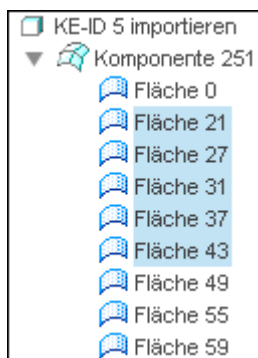 KE-ID 5 importieren
Komponente 251
Fläche 0
Fläche 21
Fläche 27
Fläche 31
Fläche 37
Fläche 43
Fläche 49
Fläche 55
Fläche 59